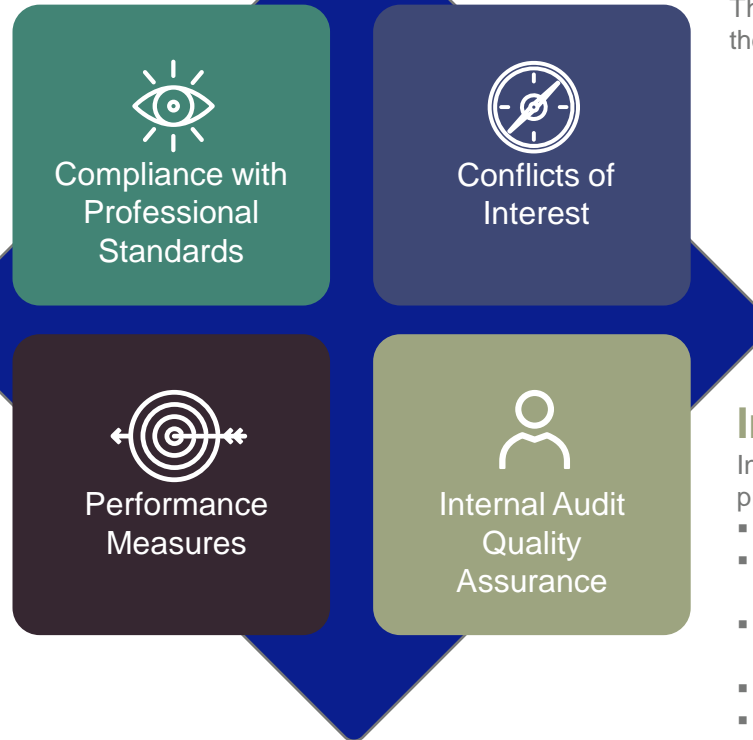 Compliance with
Professional
Standards
Conflicts of
Interest
Performance
Measures
Internal Audit
Quality
Assurance